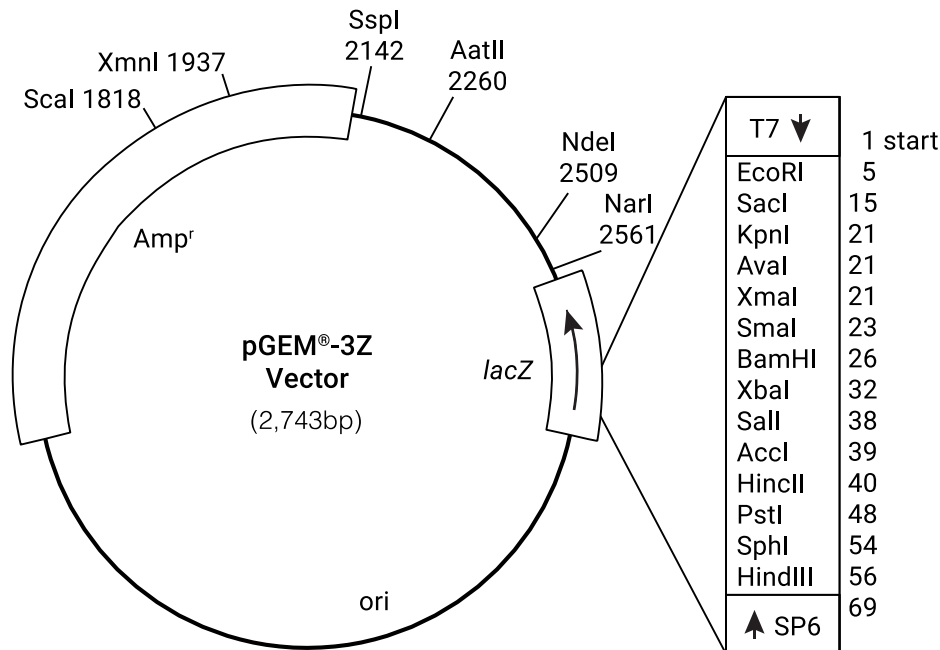 SspI
2142
XmnI 1937
ScaI 1818
AatII
2260
NdeI
2509
NarI
2561
Ampʳ
pGEM®-3Z
Vector
(2,743bp)
lacZ
ori
T7
1 start
EcoRI 5
SacI 15
KpnI 21
AvaI 21
XmaI 21
SmaI 23
BamHI 26
XbaI 32
SalI 38
AccI 39
HincII 40
PstI 48
SphI 54
HindIII 56
69
SP6